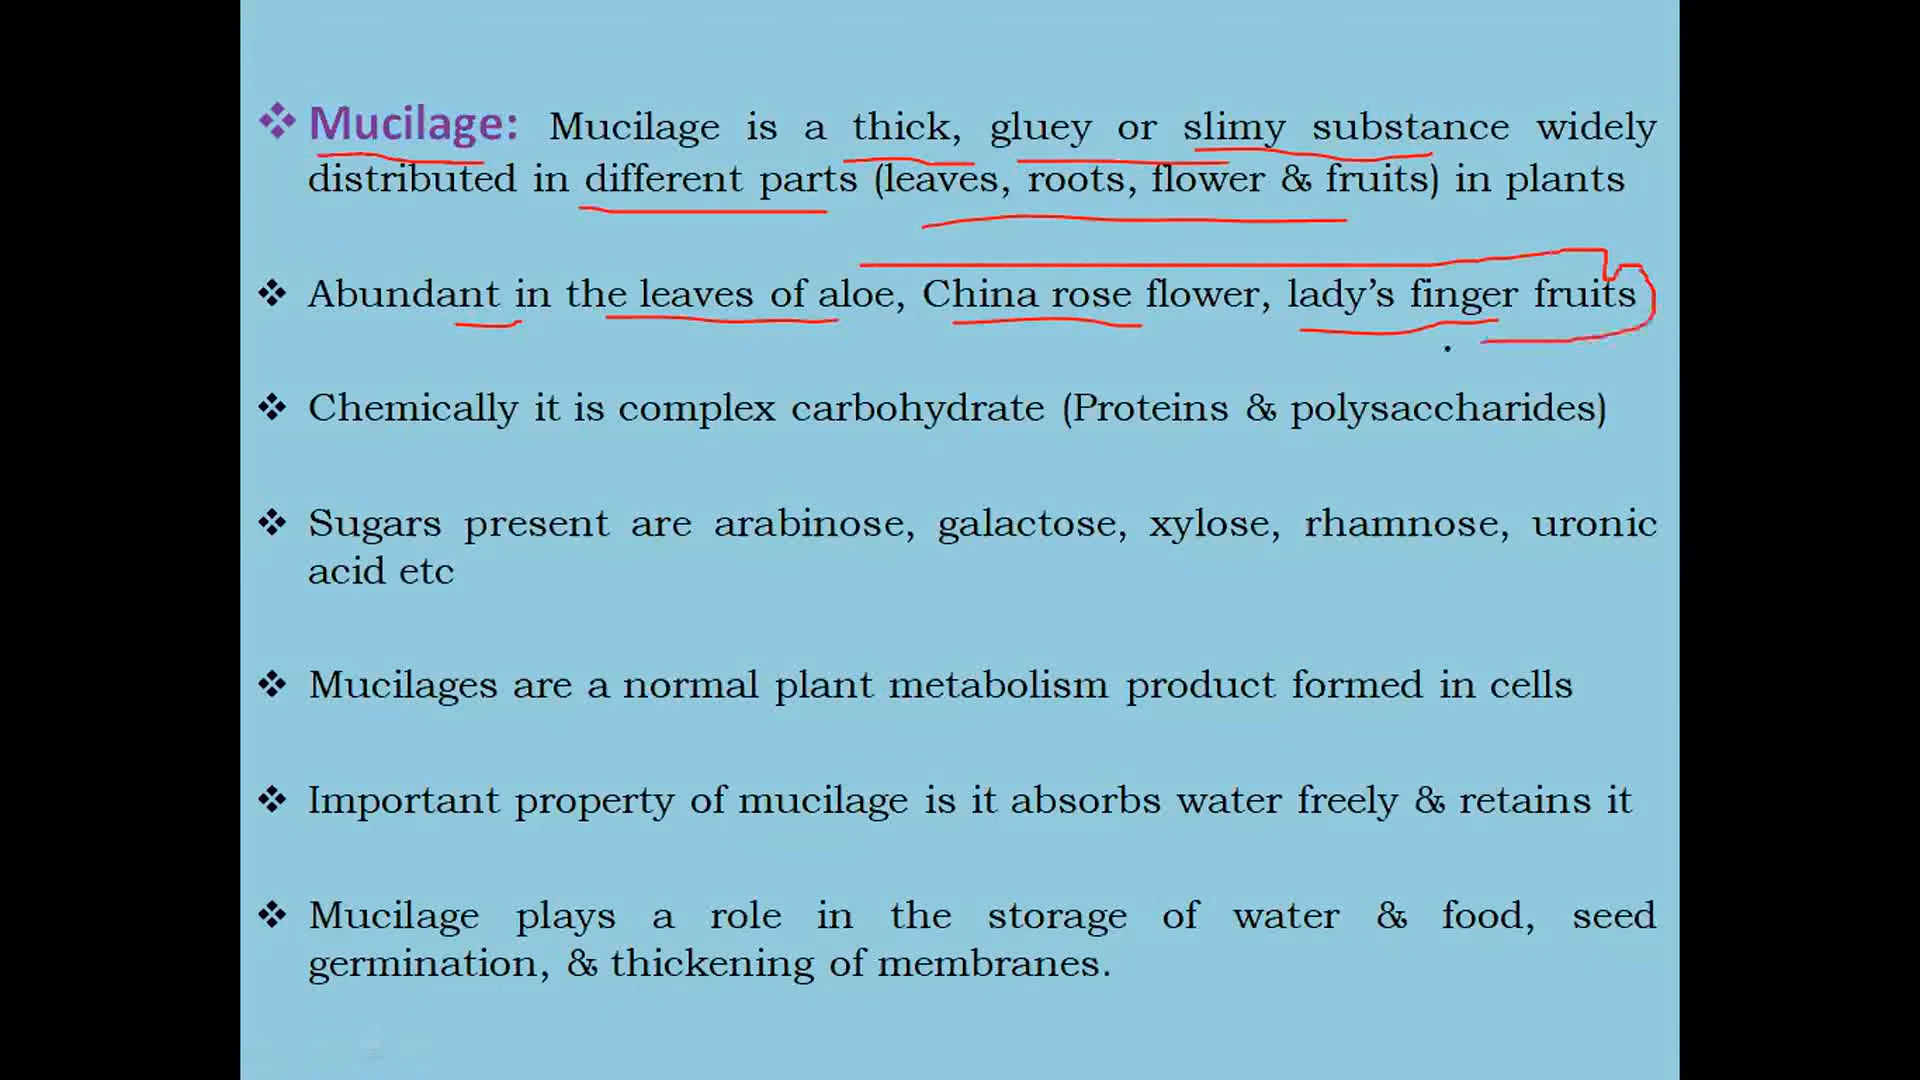 ❖ Mucilage: Mucilage is a thick, gluey or slimy substance widely
distributed in different parts (leaves, roots, flower & fruits) in plants
❖ Abundant in the leaves of aloe, China rose flower, lady’s finger fruits
❖ Chemically it is complex carbohydrate (Proteins & polysaccharides)
❖ Sugars present are arabinose, galactose, xylose, rhamnose, uronic
acid etc
❖ Mucilages are a normal plant metabolism product formed in cells
❖ Important property of mucilage is it absorbs water freely & retains it
❖ Mucilage plays a role in the storage of water & food, seed
germination, & thickening of membranes.